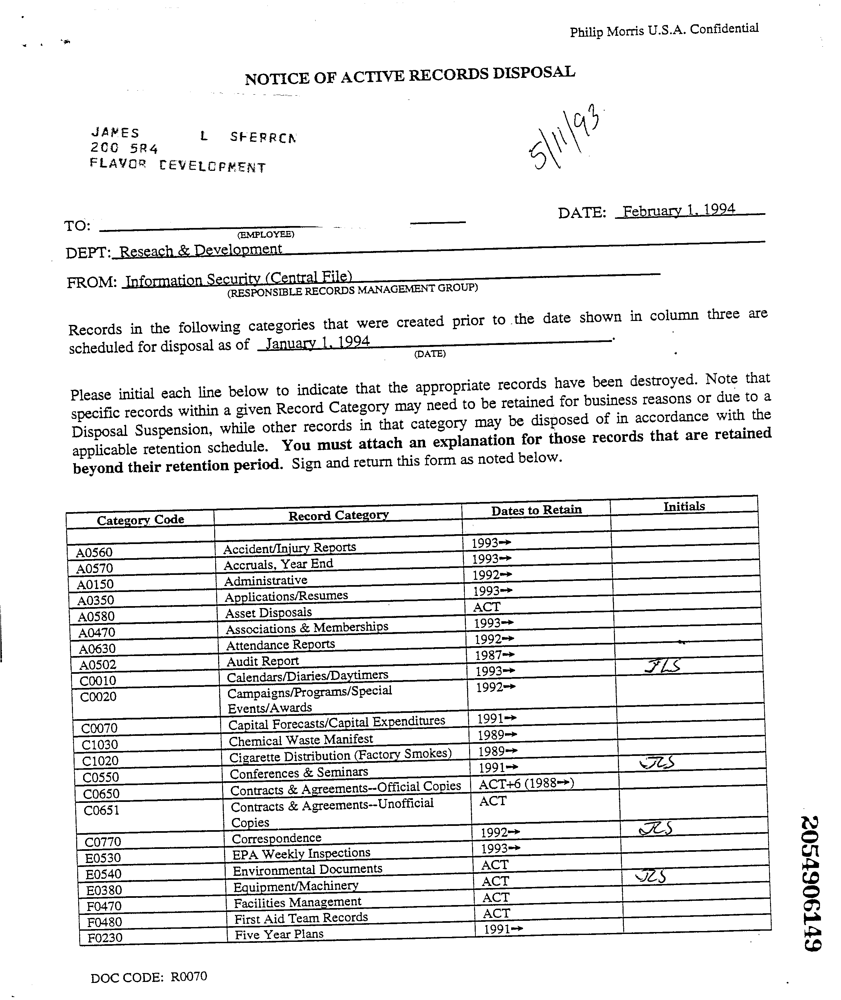 Philip Morris U.S.A. Confidential
NOTICE OF ACTIVE RECORDS DISPOSAL
JAMES L SHERRON
200 5R4
FLAVOR DEVELOPMENT
5/11/93
DATE: February 1, 1994
TO:
(EMPLOYEE)
DEPT: Reseach & Development
FROM: Information Security (Central File)
(RESPONSIBLE RECORDS MANAGEMENT GROUP)
Records in the following categories that were created prior to the date shown in column three are
scheduled for disposal as of January 1, 1994.
(DATE)
Please initial each line below to indicate that the appropriate records have been destroyed. Note that
specific records within a given Record Category may need to be retained for business reasons or due to a
Disposal Suspension, while other records in that category may be disposed of in accordance with the
applicable retention schedule. You must attach an explanation for those records that are retained
beyond their retention period. Sign and return this form as noted below.
Category Code Record Category Dates to Retain Initials
A0560 Accident/Injury Reports 1993→
A0570 Accruals, Year End 1993→
A0150 Administrative 1992→
A0350 Applications/Resumes 1993→
A0580 Asset Disposals ACT
A0470 Associations & Memberships 1993→
A0630 Attendance Reports 1992→
A0502 Audit Report 1987→
C0010 Calendars/Diaries/Daytimers 1993→ JLS
C0020 Campaigns/Programs/Special 1992→
Events/Awards
C0070 Capital Forecasts/Capital Expenditures 1991→
C1030 Chemical Waste Manifest 1989→
C1020 Cigarette Distribution (Factory Smokes) 1989→
C0550 Conferences & Seminars 1991→ JLS
C0650 Contracts & Agreements--Official Copies ACT+6 (1988→)
C0651 Contracts & Agreements--Unofficial ACT
Copies
C0770 Correspondence 1992→ JLS
E0530 EPA Weekly Inspections 1993→
E0540 Environmental Documents ACT
E0380 Equipment/Machinery ACT JLS
F0470 Facilities Management ACT
F0480 First Aid Team Records ACT
F0230 Five Year Plans 1991→
2054906149
DOC CODE: R0070